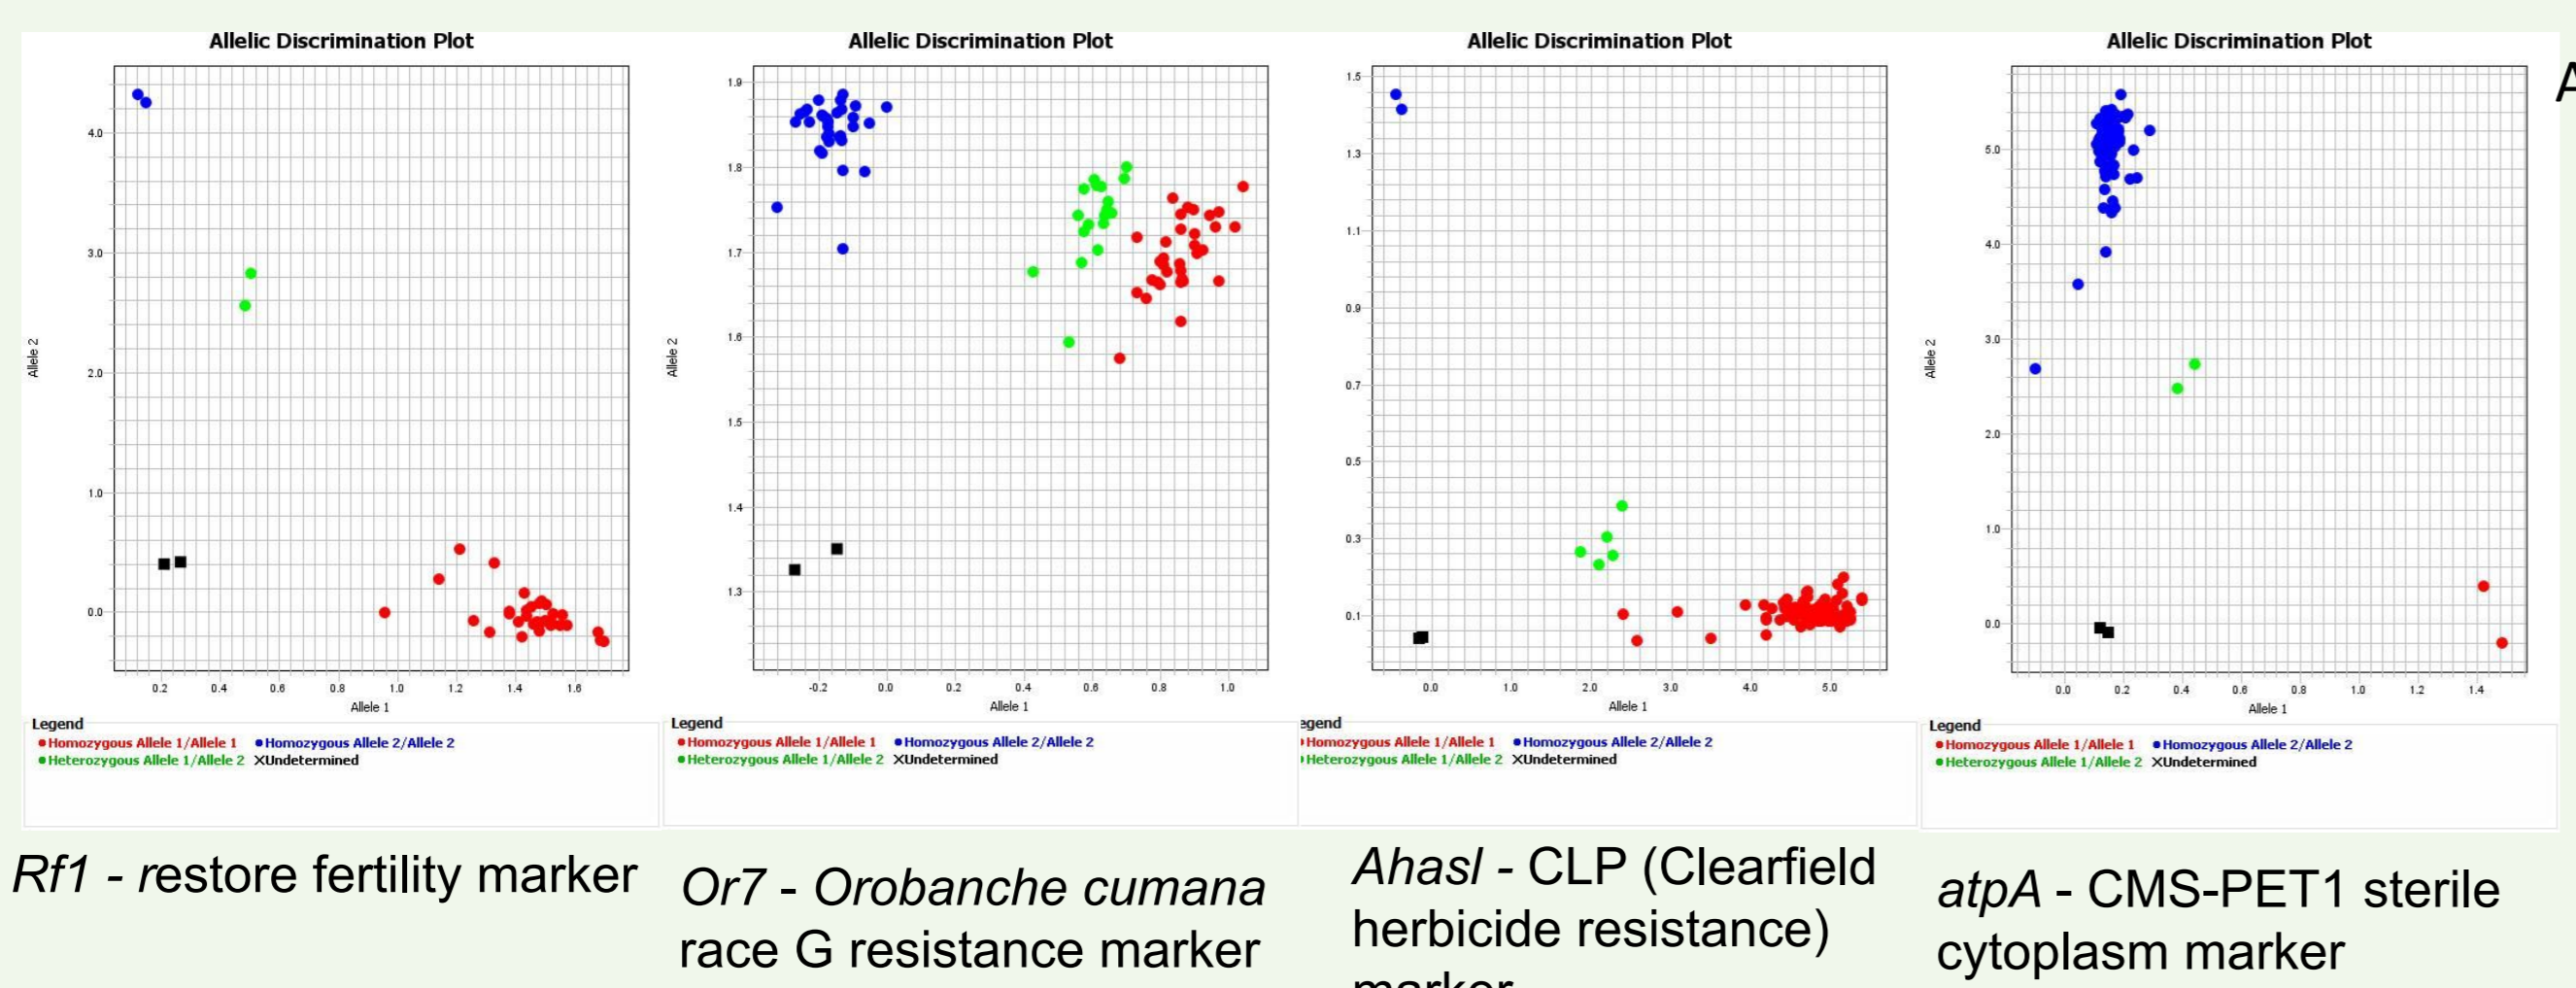 Allelic Discrimination Plot
4.0
3.0
2.0
1.0
0.0
Allele 2
0.2 0.4 0.6 0.8 1.0 1.2 1.4 1.6
Allele 1
Legend
Homozygous Allele 1/Allele 1 Homozygous Allele 2/Allele 2
Heterozygous Allele 1/Allele 2 XUndetermined
Rf1 - restore fertility marker
Allelic Discrimination Plot
1.9
1.8
1.7
1.6
1.5
1.4
1.3
Allele 2
-0.2 0.0 0.2 0.4 0.6 0.8 1.0
Allele 1
Legend
Homozygous Allele 1/Allele 1 Homozygous Allele 2/Allele 2
Heterozygous Allele 1/Allele 2 XUndetermined
Or7 - Orobanche cumana
race G resistance marker
Allelic Discrimination Plot
1.5
1.3
1.1
0.9
0.7
0.5
0.3
0.1
0.0 1.0 2.0 3.0 4.0 5.0
Allele 1
egend
Homozygous Allele 1/Allele 1 Homozygous Allele 2/Allele 2
Heterozygous Allele 1/Allele 2 XUndetermined
Ahasl - CLP (Clearfield
herbicide resistance)
marker
Allelic Discrimination Plot
5.0
4.0
3.0
2.0
1.0
0.0
Allele 2
0.0 0.2 0.4 0.6 0.8 1.0 1.2 1.4
Allele 1
Legend
Homozygous Allele 1/Allele 1 Homozygous Allele 2/Allele 2
Heterozygous Allele 1/Allele 2 XUndetermined
atpA - CMS-PET1 sterile
cytoplasm marker